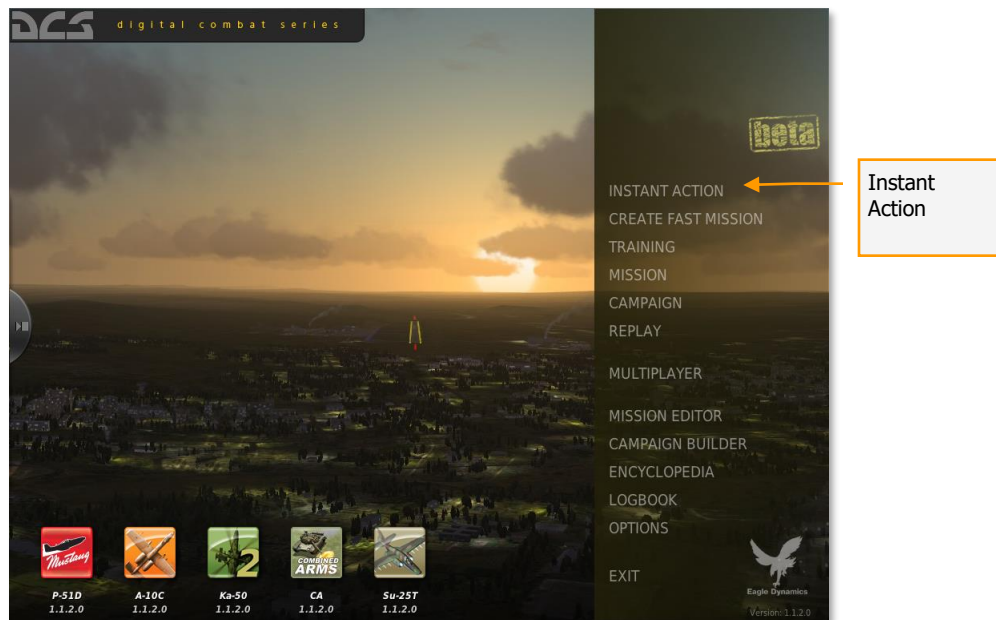 DCS digital combat series
beta
INSTANT ACTION
CREATE FAST MISSION
TRAINING
MISSION
CAMPAIGN
REPLAY
MULTIPLAYER
MISSION EDITOR
CAMPAIGN BUILDER
ENCYCLOPEDIA
LOGBOOK
OPTIONS
EXIT
Instant
Action
Mustang
2
COMBINED
ARMS
P-51D A-10C Ka-50 CA Su-25T
1.1.2.0 1.1.2.0 1.1.2.0 1.1.2.0 1.1.2.0
Eagle Dynamics
Version: 1.1.2.0